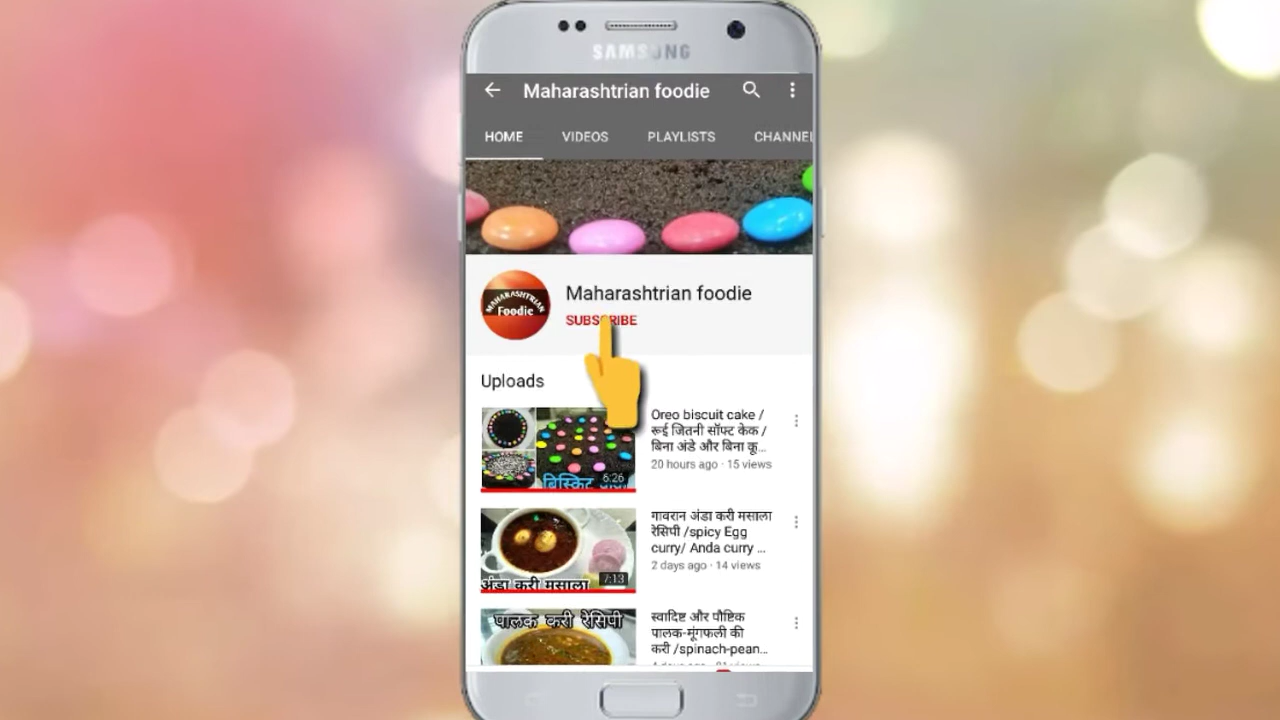 SAMSUNG
Maharashtrian foodie
HOME VIDEOS PLAYLISTS CHANNEL
MAHARASHTRIAN
Foodie
Maharashtrian foodie
SUBSCRIBE
Uploads
Oreo biscuit cake /
रूई जितनी सॉफ्ट केक /
बिना अंडे और बिना कू...
20 hours ago · 15 views
6:26
बिस्किट
गावरान अंडा करी मसाला
रेसिपी /spicy Egg
curry/ Anda curry ...
2 days ago · 14 views
7:13
अंडा करी मसाला
पालक करी रेसिपी
स्वादिष्ट और पौष्टिक
पालक-मूंगफली की
करी /spinach-pean...